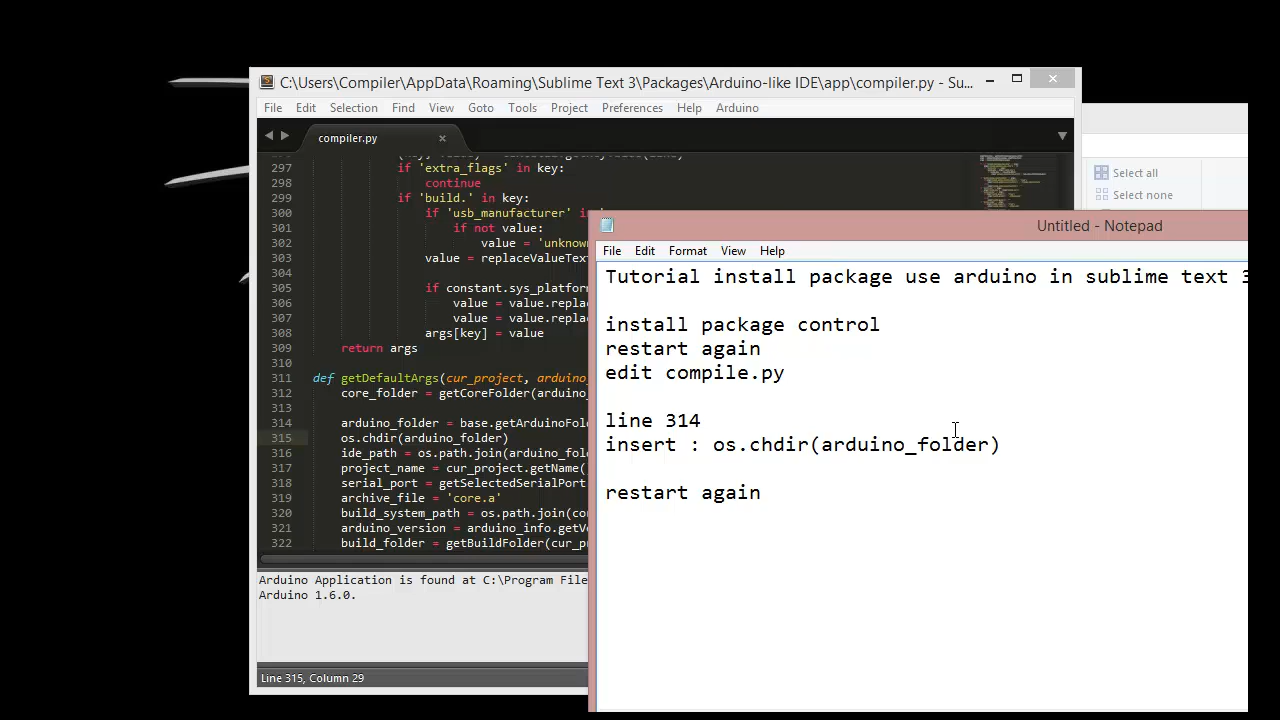 C:\Users\Compiler\AppData\Roaming\Sublime Text 3\Packages\Arduino-like IDE\app\compiler.py - Su...
File Edit Selection Find View Goto Tools Project Preferences Help Arduino
compiler.py
297 if 'extra_flags' in key:
298 continue
299 if 'build.' in key:
300 if 'usb_manufacturer' in
301 if not value:
302 value = 'unknown
303 value = replaceValueText
304
305 if constant.sys_platform
306 value = value.repla
307 value = value.repla
308 args[key] = value
309 return args
310
311 def getDefaultArgs(cur_project, arduino_
312 core_folder = getCoreFolder(arduino_
313
314 arduino_folder = base.getArduinoFol
315 os.chdir(arduino_folder)
316 ide_path = os.path.join(arduino_fol
317 project_name = cur_project.getName(
318 serial_port = getSelectedSerialPort
319 archive_file = 'core.a'
320 build_system_path = os.path.join(co
321 arduino_version = arduino_info.getVe
322 build_folder = getBuildFolder(cur_p
Arduino Application is found at C:\Program File
Arduino 1.6.0.
Line 315, Column 29
Select all
Select none
Untitled - Notepad
File Edit Format View Help
Tutorial install package use arduino in sublime text 3
install package control
restart again
edit compile.py
line 314
insert : os.chdir(arduino_folder)
restart again